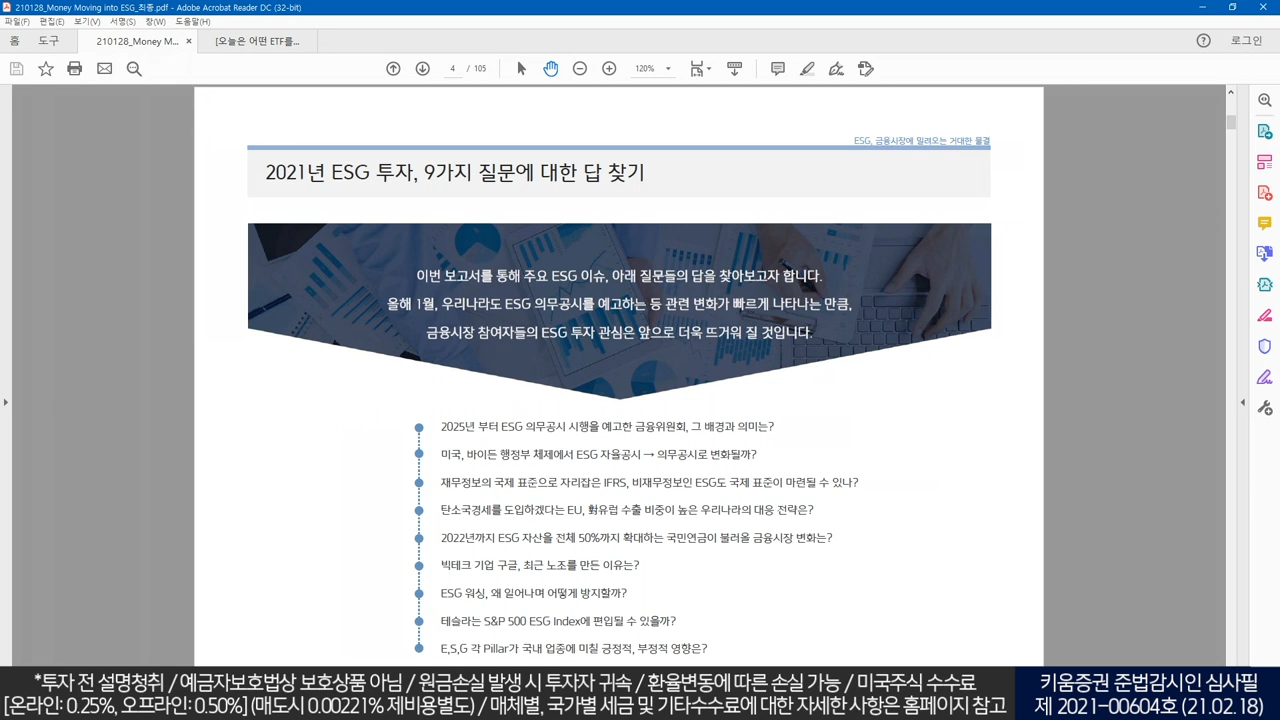 210128_Money Moving into ESG_최종.pdf - Adobe Acrobat Reader DC (32-bit)
파일(F) 편집(E) 보기(V) 서명(S) 창(W) 도움말(H)
홈 도구 210128_Money M... × [오늘은 어떤 ETF를... 로그인
4 / 105 120%
ESG, 금융시장에 밀려오는 거대한 물결
2021년 ESG 투자, 9가지 질문에 대한 답 찾기
이번 보고서를 통해 주요 ESG 이슈, 아래 질문들의 답을 찾아보고자 합니다.
올해 1월, 우리나라도 ESG 의무공시를 예고하는 등 관련 변화가 빠르게 나타나는 만큼,
금융시장 참여자들의 ESG 투자 관심은 앞으로 더욱 뜨거워 질 것입니다.
2025년 부터 ESG 의무공시 시행을 예고한 금융위원회, 그 배경과 의미는?
미국, 바이든 행정부 체제에서 ESG 자율공시 → 의무공시로 변화될까?
재무정보의 국제 표준으로 자리잡은 IFRS, 비재무정보인 ESG도 국제 표준이 마련될 수 있나?
탄소국경세를 도입하겠다는 EU, 對유럽 수출 비중이 높은 우리나라의 대응 전략은?
2022년까지 ESG 자산을 전체 50%까지 확대하는 국민연금이 불러올 금융시장 변화는?
빅테크 기업 구글, 최근 노조를 만든 이유는?
ESG 워싱, 왜 일어나며 어떻게 방지할까?
테슬라는 S&P 500 ESG Index에 편입될 수 있을까?
E,S,G 각 Pillar가 국내 업종에 미칠 긍정적, 부정적 영향은?
*투자 전 설명청취 / 예금자보호법상 보호상품 아님 / 원금손실 발생 시 투자자 귀속 / 환율변동에 따른 손실 가능 / 미국주식 수수료
[온라인: 0.25%, 오프라인: 0.50%] (매도시 0.00221% 제비용별도) / 매체별, 국가별 세금 및 기타수수료에 대한 자세한 사항은 홈페이지 참고
키움증권 준법감시인 심사필
제 2021-00604호 (21.02.18)